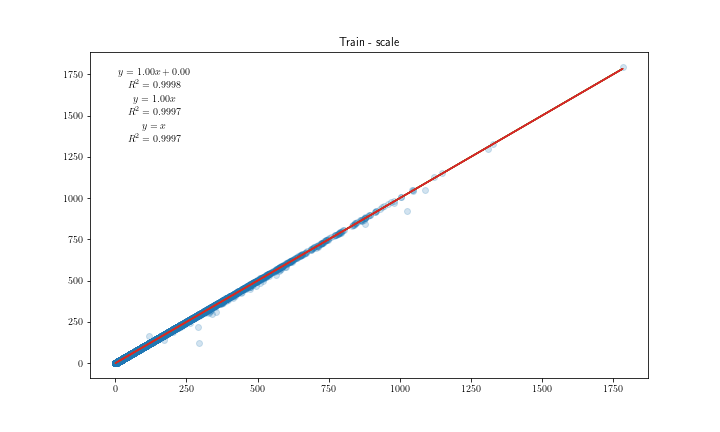 Train - scale
y = 1.00x + 0.00
R² = 0.9998
y = 1.00x
R² = 0.9997
y = x
R² = 0.9997
1750
1500
1250
1000
750
500
250
0
0 250 500 750 1000 1250 1500 1750